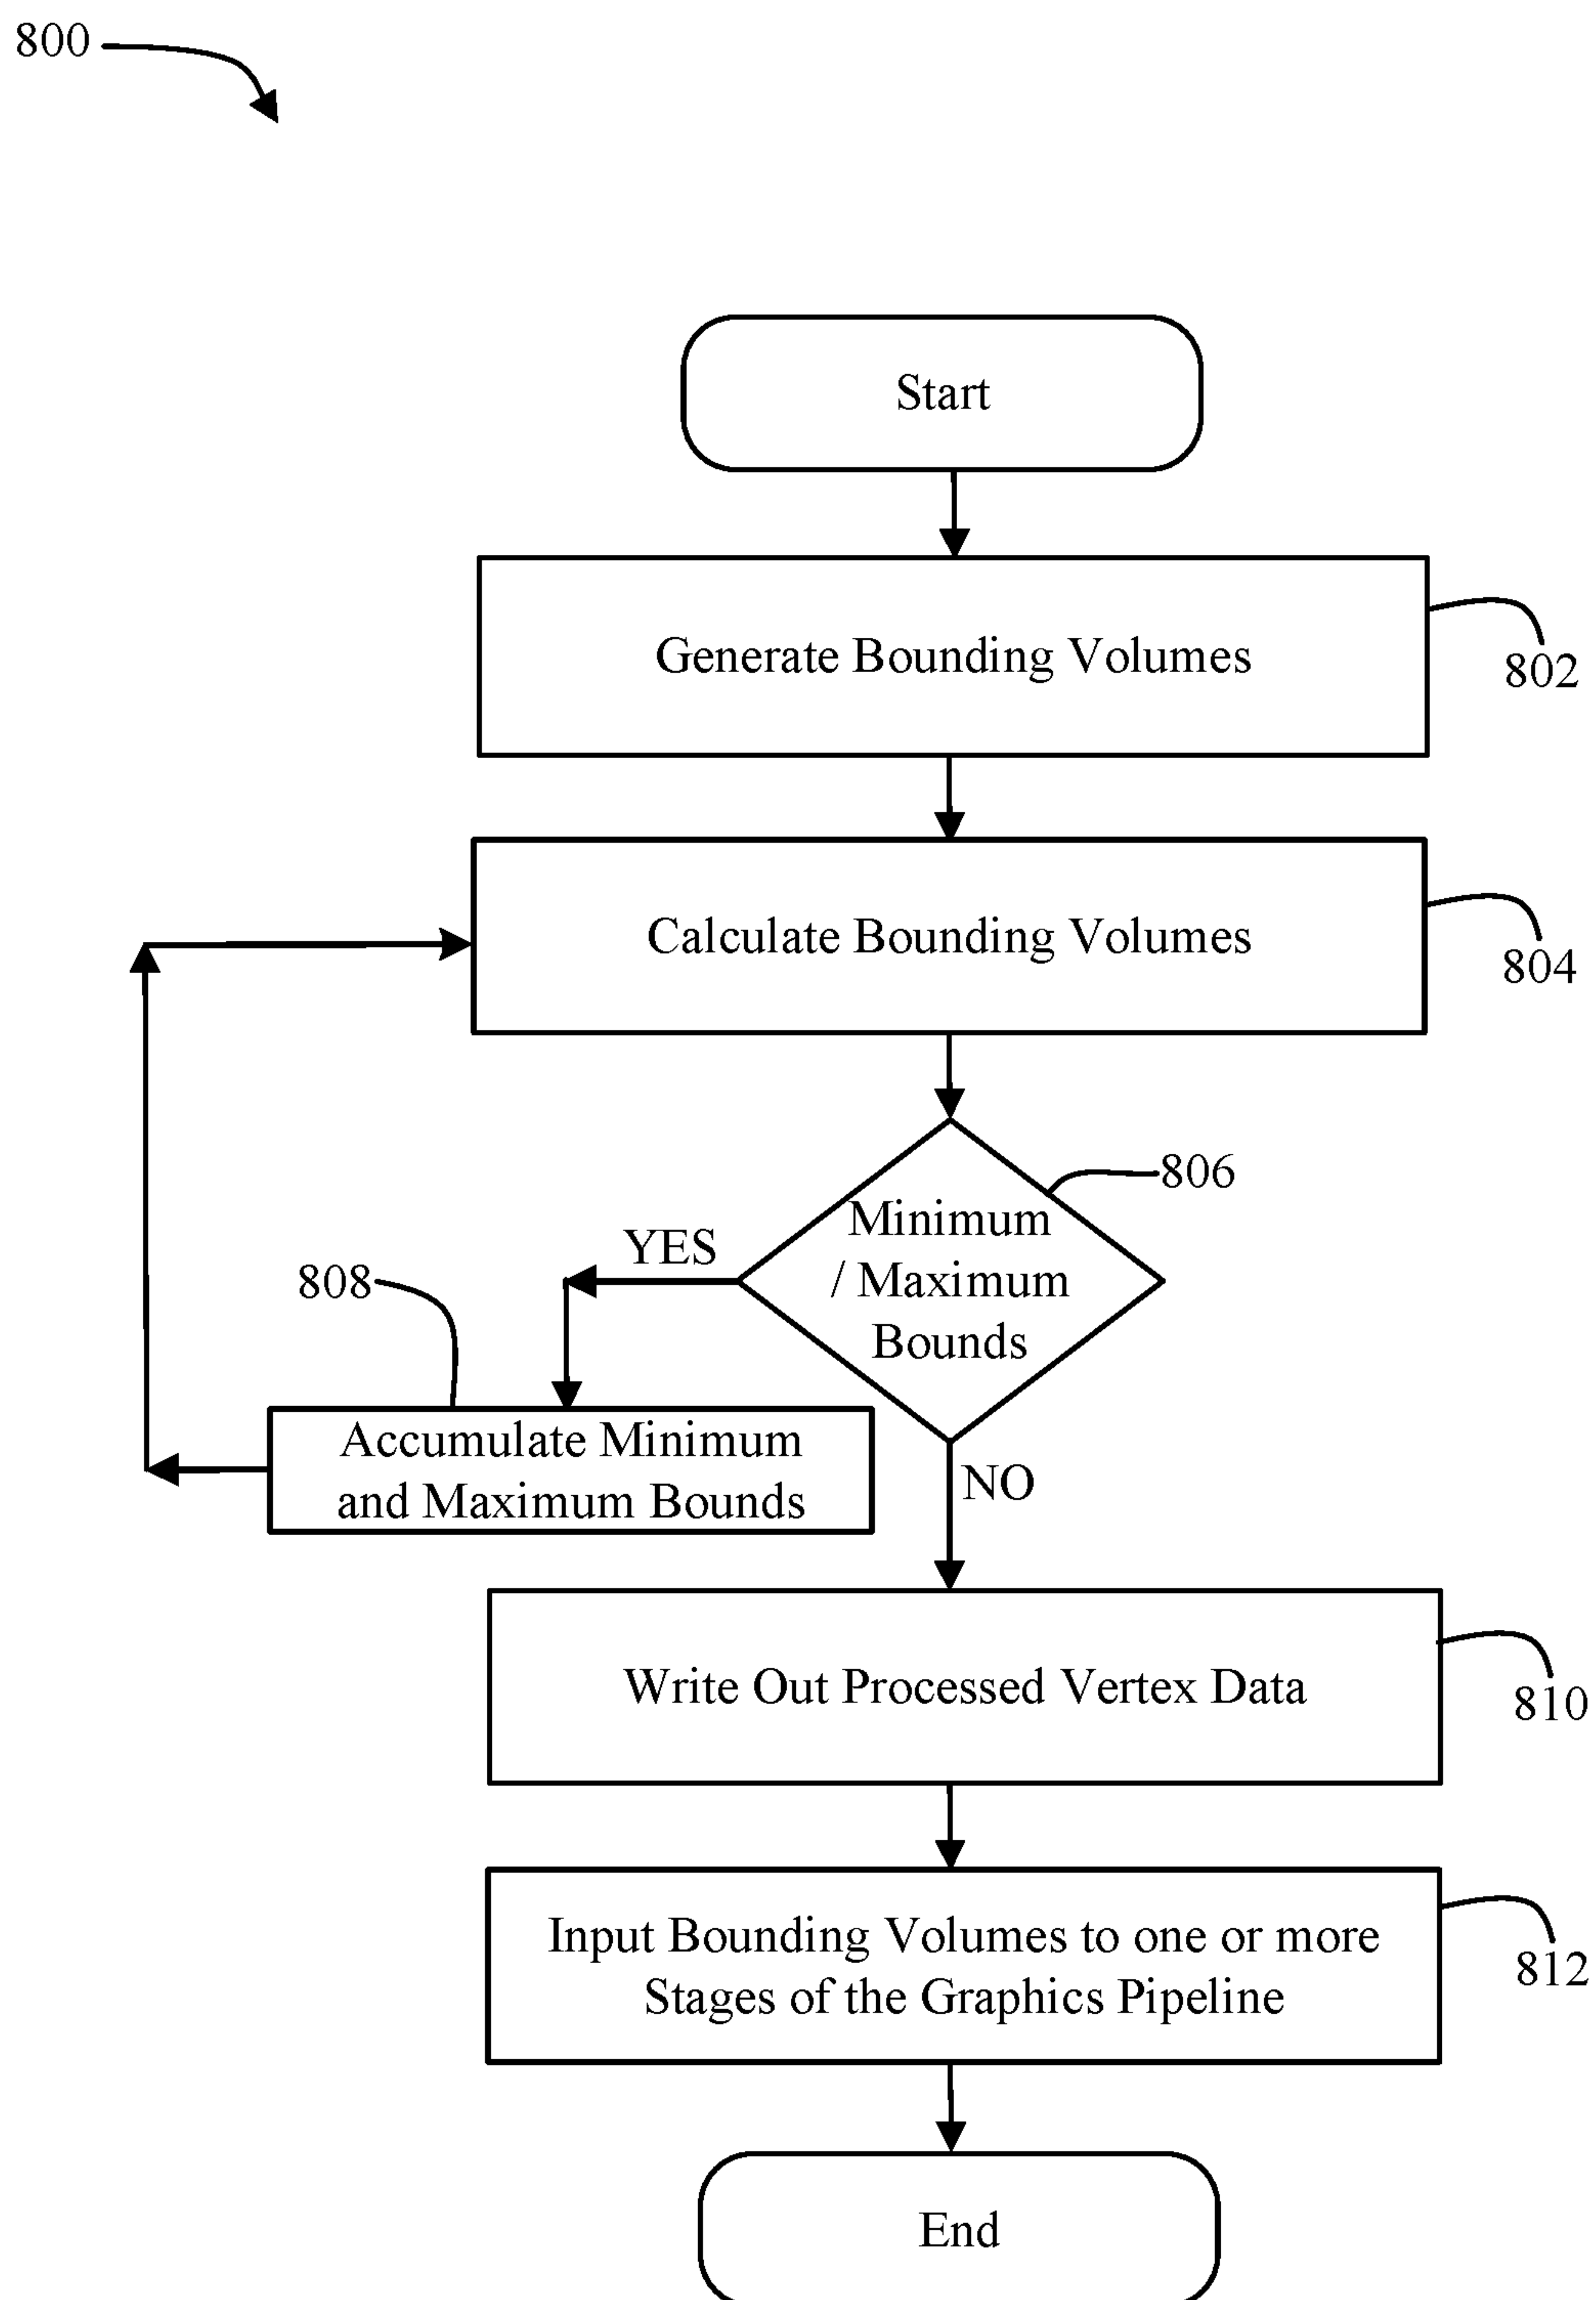 800
Start
Generate Bounding Volumes
802
Calculate Bounding Volumes
804
806
Minimum
/ Maximum
Bounds
YES
808
Accumulate Minimum
and Maximum Bounds
NO
Write Out Processed Vertex Data
810
Input Bounding Volumes to one or more
Stages of the Graphics Pipeline
812
End